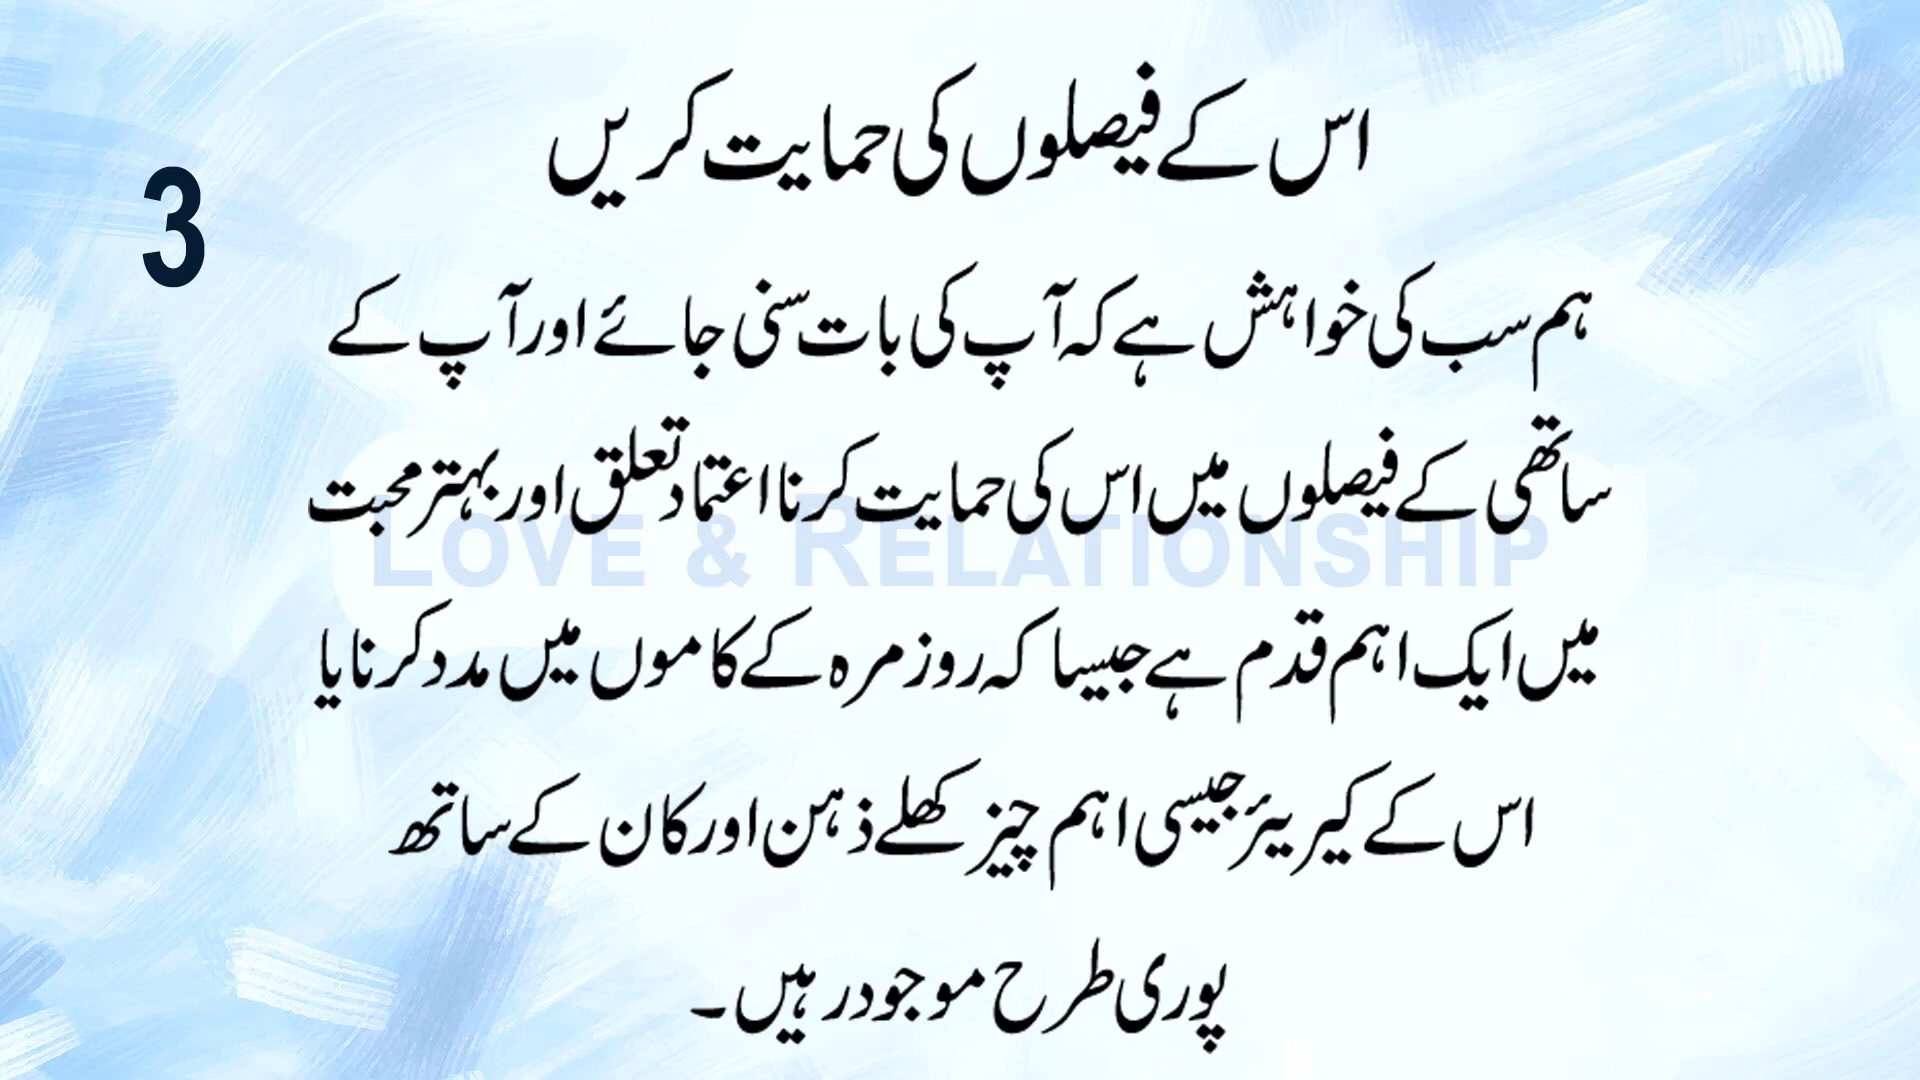 اس کے فیصلوں کی حمایت کریں
3
ہم سب کی خواہش ہے کہ آپ کی بات سنی جائے اور آپ کے
ساتھی کے فیصلوں میں اس کی حمایت کرنا اعتماد تعلق اور بہتر محبت
LOVE & RELATIONSHIP
میں ایک اہم قدم ہے جیسا کہ روز مرہ کے کاموں میں مدد کرنا یا
اس کے کیریئر جیسی اہم چیز کھلے ذہن اور کان کے ساتھ
پوری طرح موجود رہیں۔